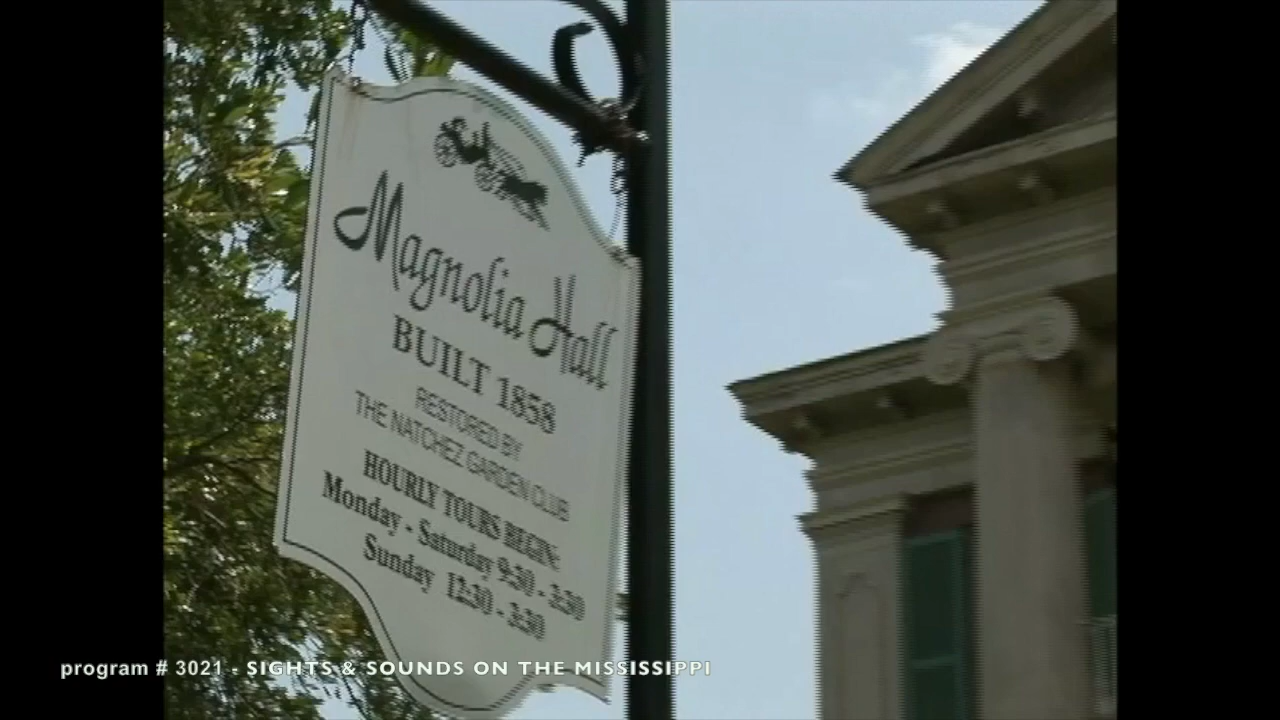 Magnolia Hall
BUILT 1858
RESTORED BY
THE NATCHEZ GARDEN CLUB
HOURLY TOURS BEGIN:
Monday - Saturday 9:30 - 3:30
Sunday 12:30 - 3:30
program # 3021 - SIGHTS & SOUNDS ON THE MISSISSIPPI